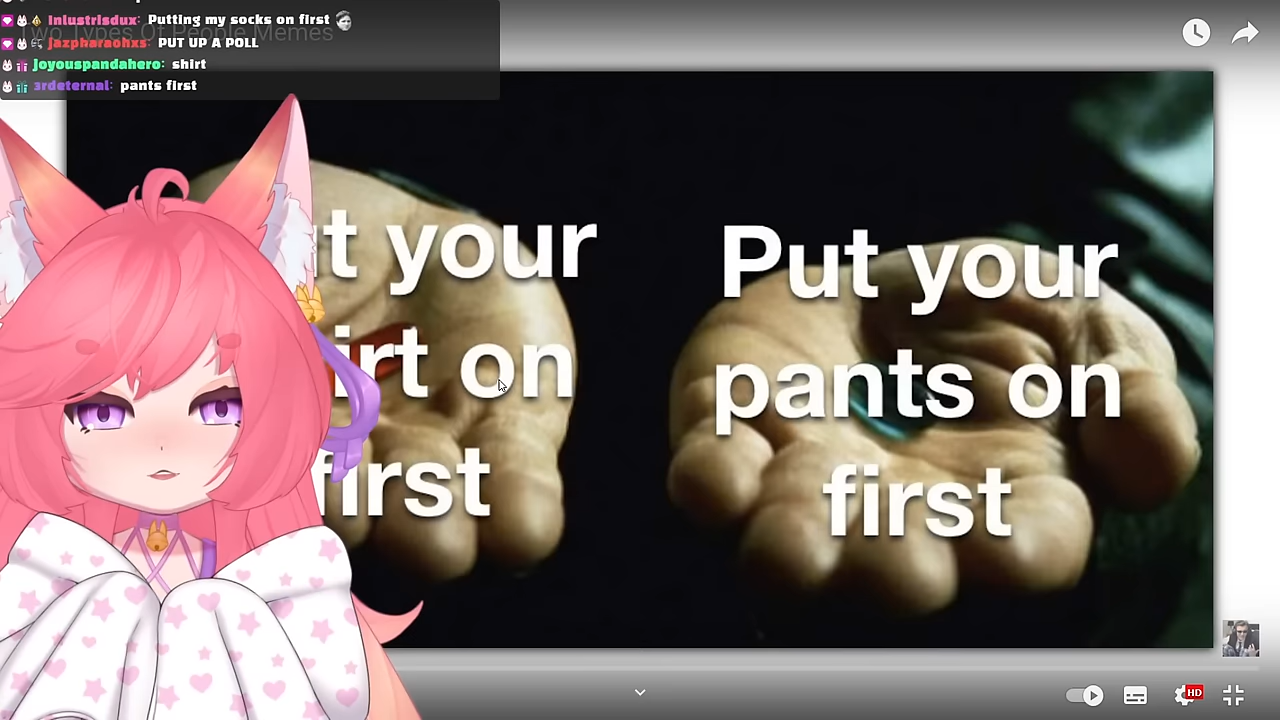 Inlustrisdux: Putting my socks on first
Two Types Of People Memes
jazpharaohxs: PUT UP A POLL
joyouspandahero: shirt
3rdeternal: pants first
t your
irt on
first
Put your
pants on
first
HD